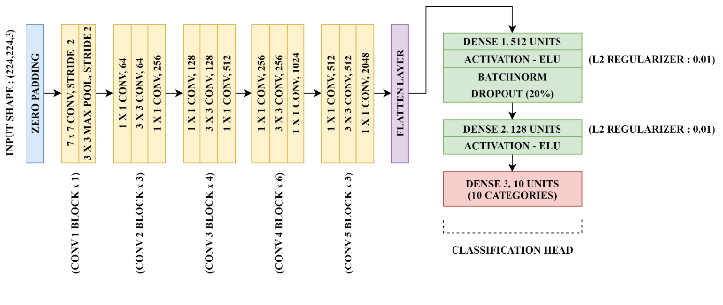 INPUT SHAPE : (224,224,3)
ZERO PADDING
7 x 7 CONV, STRIDE 2
3 X 3 MAX POOL, STRIDE 2
(CONV 1 BLOCK x 1)
1 X 1 CONV, 64
3 X 3 CONV, 64
1 X 1 CONV, 256
(CONV 2 BLOCK x 3)
1 X 1 CONV, 128
3 X 3 CONV, 128
1 X 1 CONV, 512
(CONV 3 BLOCK x 4)
1 X 1 CONV, 256
3 X 3 CONV, 256
1 X 1 CONV, 1024
(CONV 4 BLOCK x 6)
1 X 1 CONV, 512
3 X 3 CONV, 512
1 X 1 CONV, 2048
(CONV 5 BLOCK x 3)
FLATTEN LAYER
DENSE 1, 512 UNITS
ACTIVATION - ELU
BATCHNORM
DROPOUT (20%)
(L2 REGULARIZER : 0.01)
DENSE 2, 128 UNITS
ACTIVATION - ELU
(L2 REGULARIZER : 0.01)
DENSE 3, 10 UNITS
(10 CATEGORIES)
CLASSIFICATION HEAD